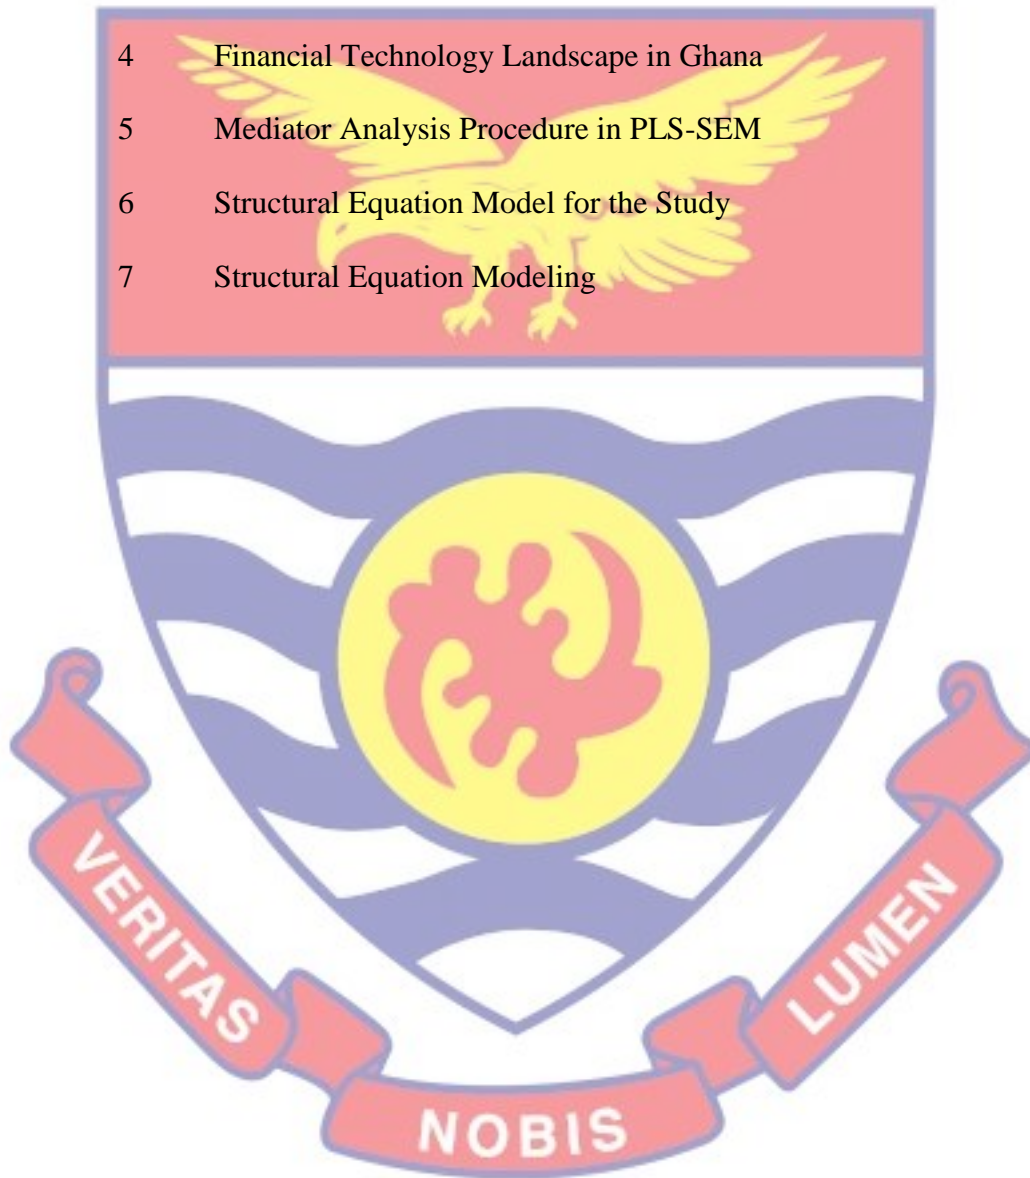 4 Financial Technology Landscape in Ghana
5 Mediator Analysis Procedure in PLS-SEM
6 Structural Equation Model for the Study
7 Structural Equation Modeling
VERITAS
NOBIS
LUMEN